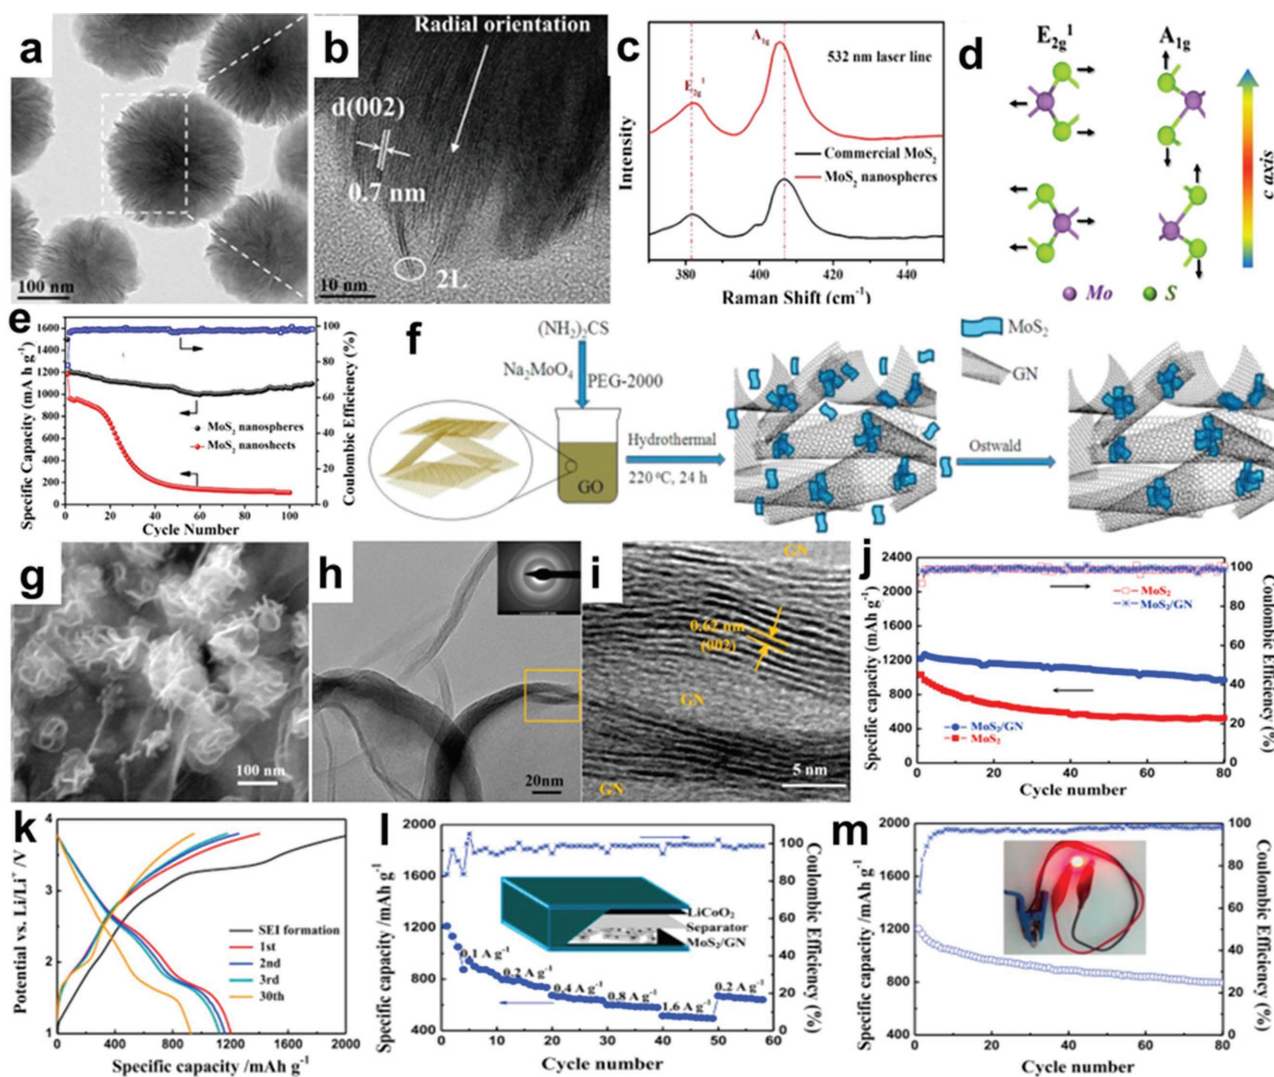 a
100 nm
b
Radial orientation
d(002)
0.7 nm
2L
10 nm
c
A1g
532 nm laser line
E2g1
Commercial MoS2
MoS2 nanospheres
Intensity
380 400 420 440
Raman Shift (cm-1)
d
E2g1 A1g
c axis
Mo S
e
Specific Capacity (mA h g-1)
1600
1400
1200
1000
800
600
400
200
0
100
80
60
40
20
0
Coulombic Efficiency (%)
MoS2 nanospheres
MoS2 nanosheets
0 20 40 60 80 100
Cycle Number
f
(NH2)2CS
Na2MoO4
PEG-2000
GO
Hydrothermal
220 ºC, 24 h
MoS2
GN
Ostwald
g
100 nm
h
20nm
i
GN
0.62 nm
(002)
GN
GN
5 nm
j
Specific capacity (mAh g-1)
2400
2000
1600
1200
800
400
0
100
80
60
40
20
0
Coulombic Efficiency (%)
MoS2
MoS2/GN
MoS2/GN
MoS2
0 20 40 60 80
Cycle number
k
Potential vs. Li/Li+ /V
4
3
2
1
SEI formation
1st
2nd
3rd
30th
0 400 800 1200 1600 2000
Specific capacity /mAh g-1
l
Specific capacity /mAh g-1
2000
1600
1200
800
400
100
80
60
40
20
0
Coulombic Efficiency (%)
LiCoO2
Separator
MoS2/GN
0.1 A g-1
0.2 A g-1
0.4 A g-1
0.8 A g-1
1.6 A g-1
0.2 A g-1
0 10 20 30 40 50 60
Cycle number
m
Specific capacity /mAh g-1
2000
1600
1200
800
400
100
80
60
40
20
0
Coulombic Efficiency (%)
0 20 40 60 80
Cycle number